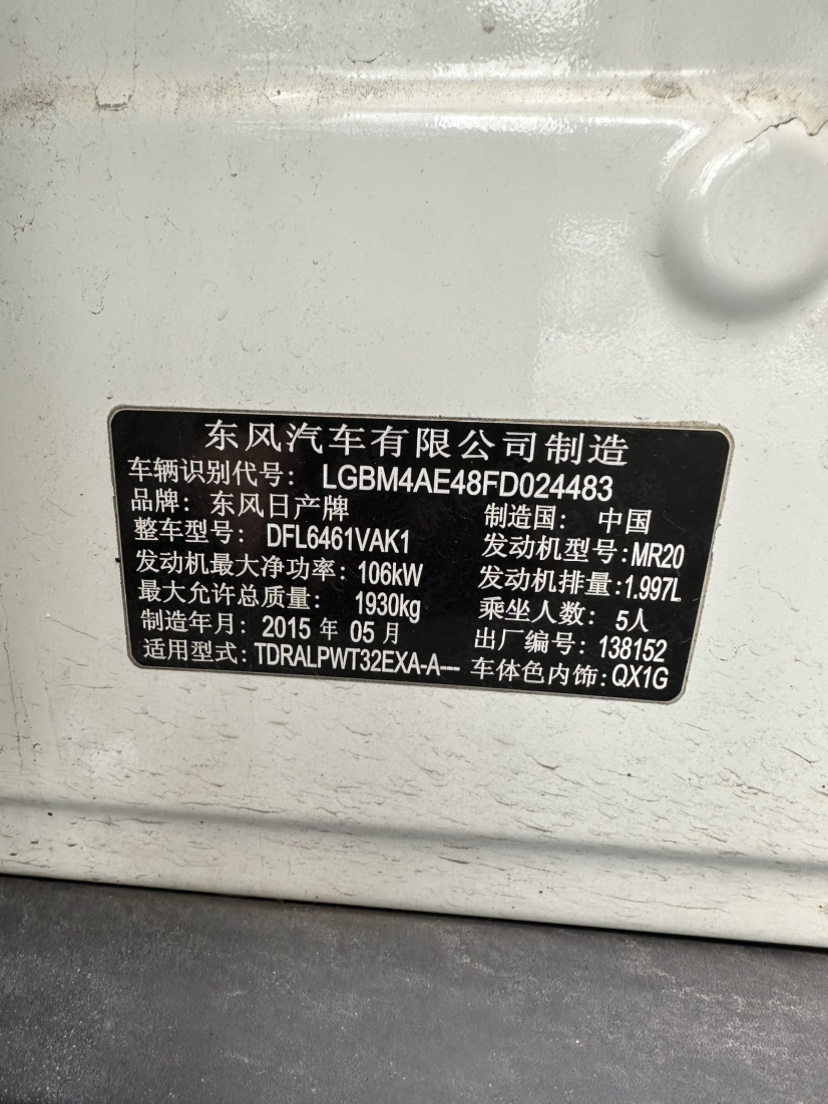 东风汽车有限公司制造
车辆识别代号: LGBM4AE48FD024483
品牌: 东风日产牌 制造国: 中国
整车型号: DFL6461VAK1 发动机型号:MR20
发动机最大净功率: 106kW 发动机排量:1.997L
最大允许总质量: 1930kg 乘坐人数: 5人
制造年月: 2015 年 05 月 出厂编号: 138152
适用型式:TDRALPWT32EXA-A--- 车体色内饰:QX1G